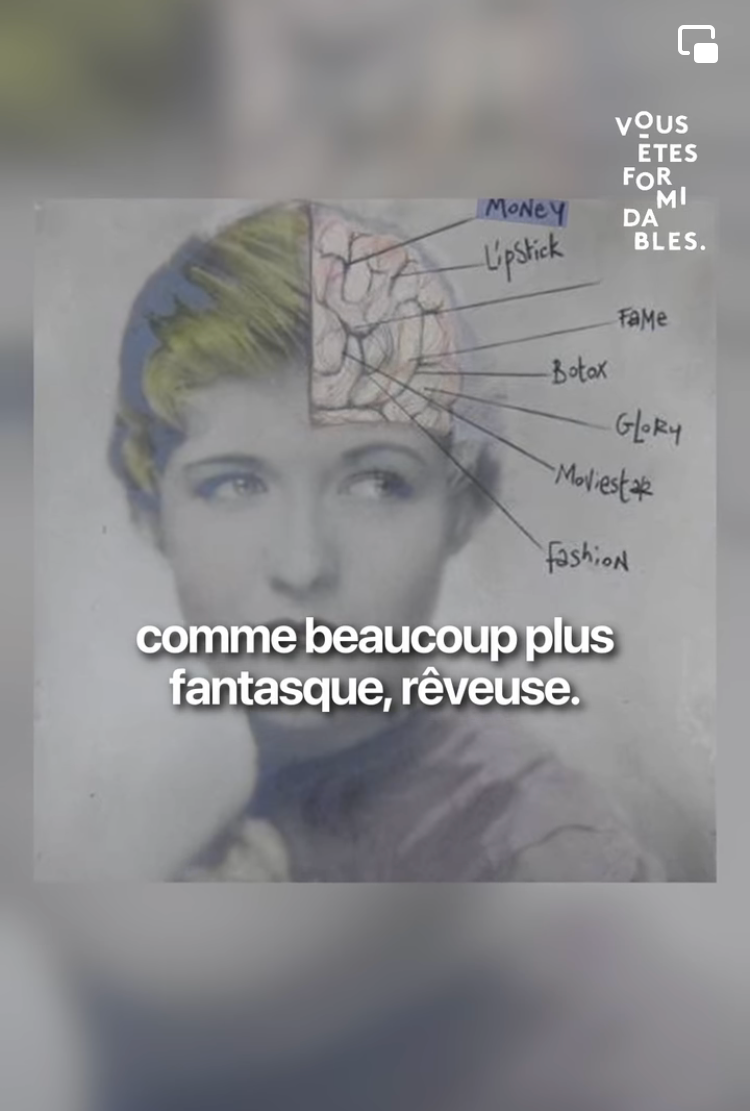 VOUS
ÊTES
FOR
MI
DA
BLES.
MONEY
LipStick
FaMe
Botox
GLoRy
Moviestar
fashioN
comme beaucoup plus
fantasque, rêveuse.